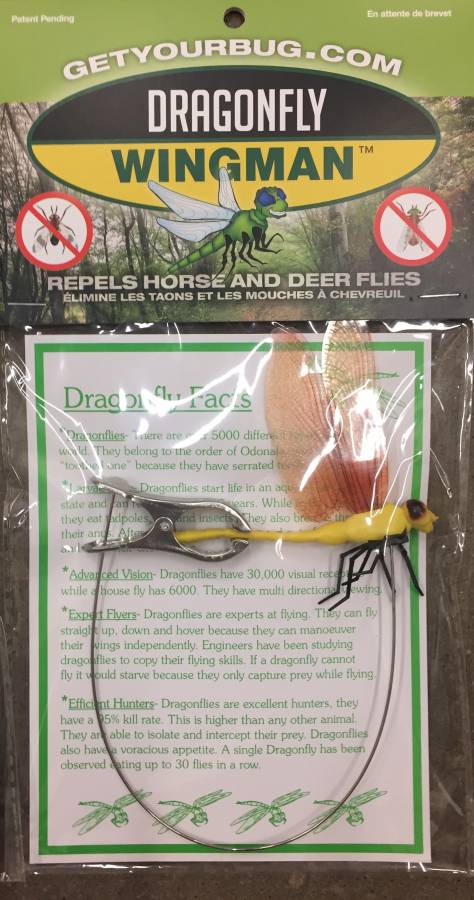 Patent Pending
En attente de brevet
GETYOURBUG.COM
DRAGONFLY
WINGMAN™
REPELS HORSE AND DEER FLIES
ÉLIMINE LES TAONS ET LES MOUCHES À CHEVREUIL
Dragonfly Facts
*Dragonflies- There are over 5000 different
world. They belong to the order of Odonata
"toothed one" because they have serrated
*Larvae Dragonflies start life in an
state and can years. While
they eat tadpoles, and insects. They also the
their
and
*Advanced Vision- Dragonflies have 30,000 visual
while a house fly has 6000. They have multi directional viewing.
*Expert Flyers- Dragonflies are experts at flying. They can fly
straight up, down and hover because they can manoeuver
their wings independently. Engineers have been studying
dragonflies to copy their flying skills. If a dragonfly cannot
fly it would starve because they only capture prey while flying.
*Efficient Hunters- Dragonflies are excellent hunters, they
have a 95% kill rate. This is higher than any other animal.
They are able to isolate and intercept their prey. Dragonflies
also have a voracious appetite. A single Dragonfly has been
observed eating up to 30 flies in a row.